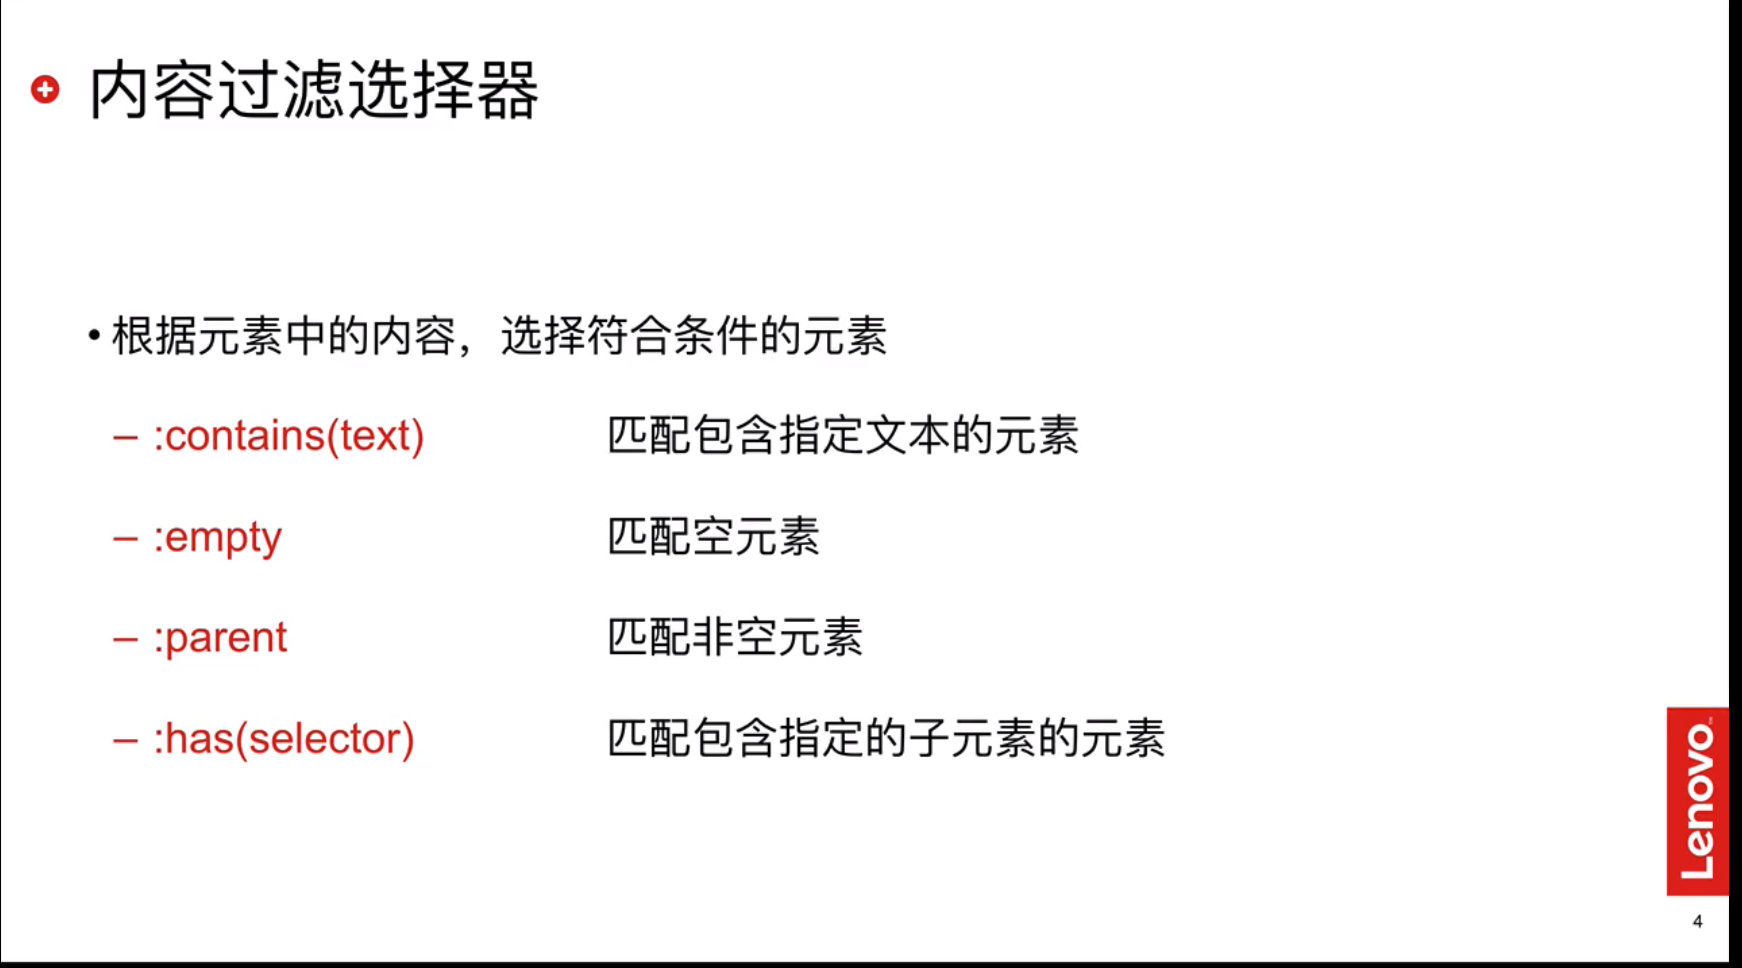 内容过滤选择器
• 根据元素中的内容，选择符合条件的元素
– :contains(text) 匹配包含指定文本的元素
– :empty 匹配空元素
– :parent 匹配非空元素
– :has(selector) 匹配包含指定的子元素的元素
Lenovo™
4